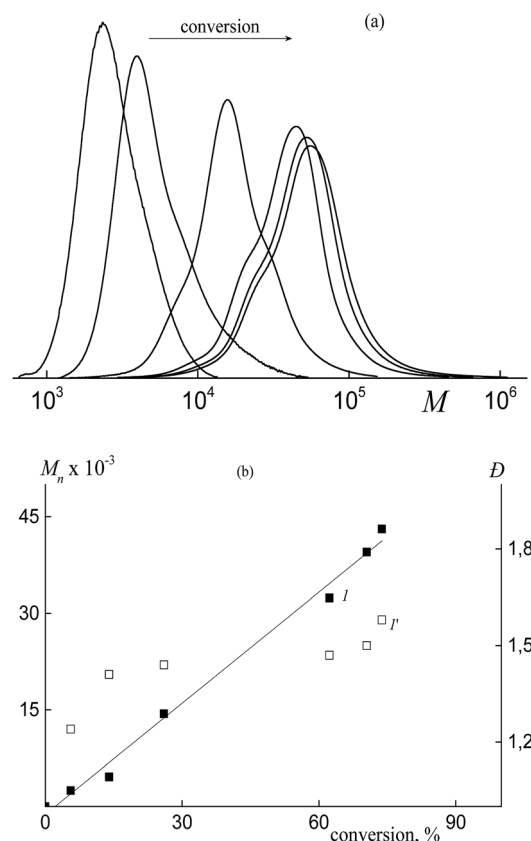 conversion
(a)
10³ 10⁴ 10⁵ M 10⁶
Mₙ x 10⁻³ (b) Đ
45
1,8
30
1
1'
1,5
15
1,2
0 30 60 90
conversion, %